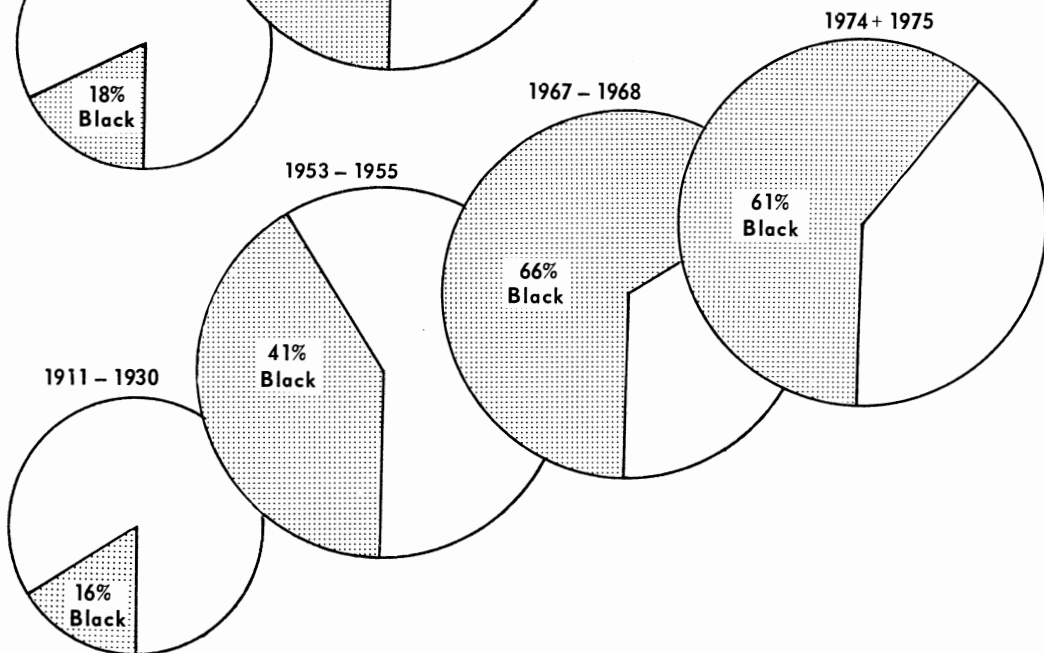 18%
Black
1974 + 1975
61%
Black
1967 – 1968
66%
Black
1953 – 1955
41%
Black
1911 – 1930
16%
Black